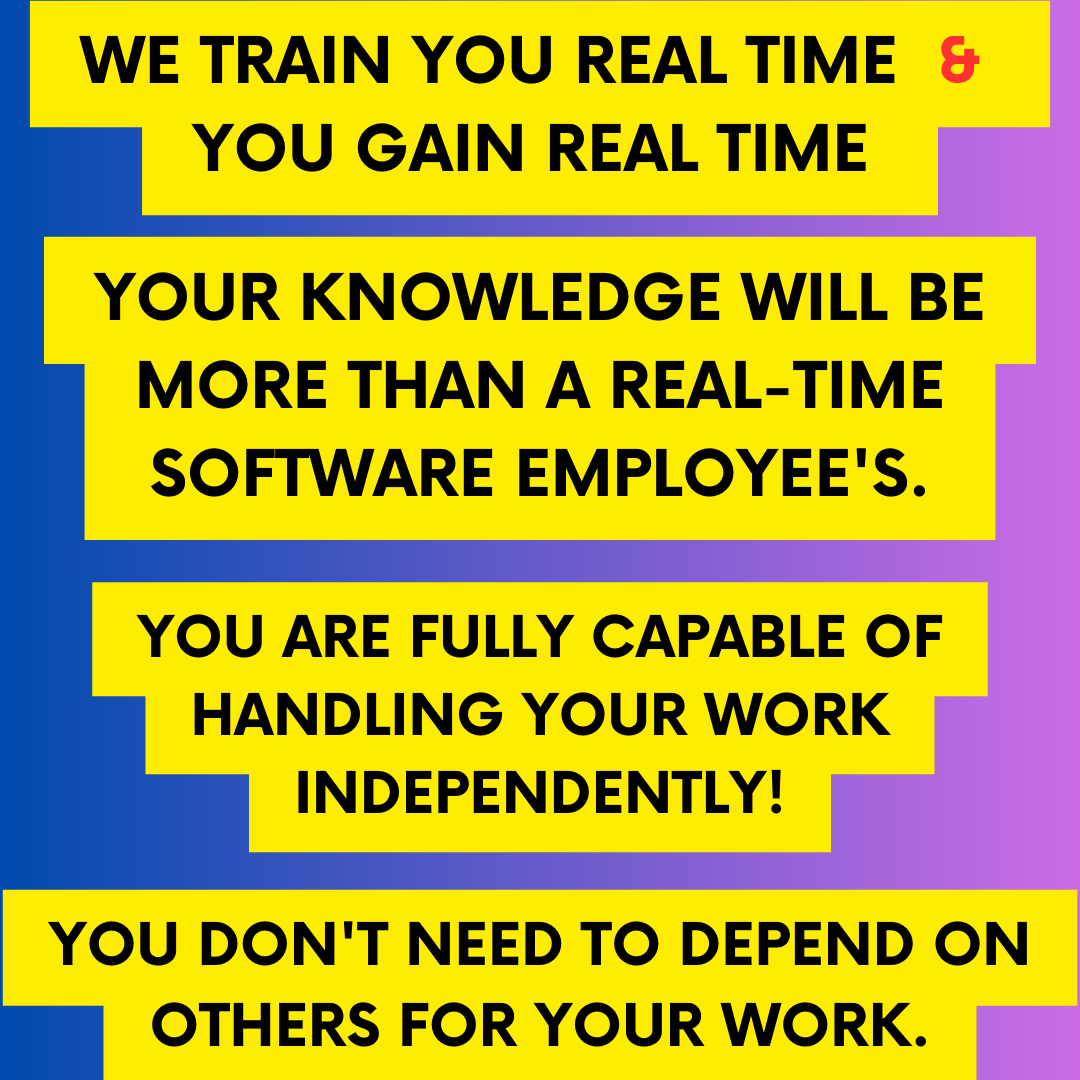 WE TRAIN YOU REAL TIME &
YOU GAIN REAL TIME
YOUR KNOWLEDGE WILL BE
MORE THAN A REAL-TIME
SOFTWARE EMPLOYEE'S.
YOU ARE FULLY CAPABLE OF
HANDLING YOUR WORK
INDEPENDENTLY!
YOU DON'T NEED TO DEPEND ON
OTHERS FOR YOUR WORK.